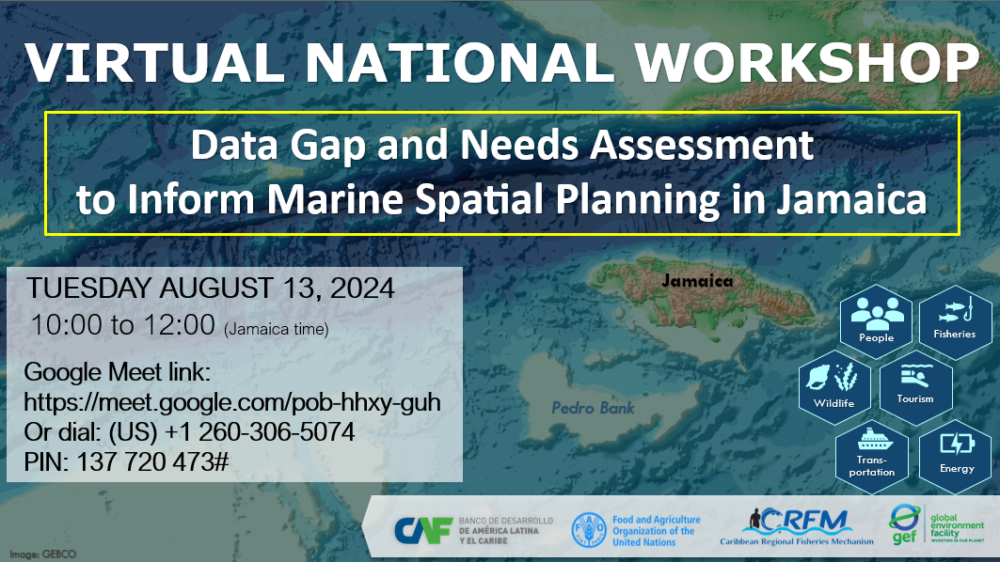 VIRTUAL NATIONAL WORKSHOP
Data Gap and Needs Assessment
to Inform Marine Spatial Planning in Jamaica
TUESDAY AUGUST 13, 2024
10:00 to 12:00 (Jamaica time)
Google Meet link:
https://meet.google.com/pob-hhxy-guh
Or dial: (US) +1 260-306-5074
PIN: 137 720 473#
Jamaica
Pedro Bank
People
Fisheries
Wildlife
Tourism
Trans-
portation
Energy
CAF
BANCO DE DESARROLLO
DE AMÉRICA LATINA
Y EL CARIBE
FAO
FIAT PANIS
Food and Agriculture
Organization of the
United Nations
CRFM
Caribbean Regional Fisheries Mechanism
gef
global
environment
facility
INVESTING IN OUR PLANET
Image: GEBCO